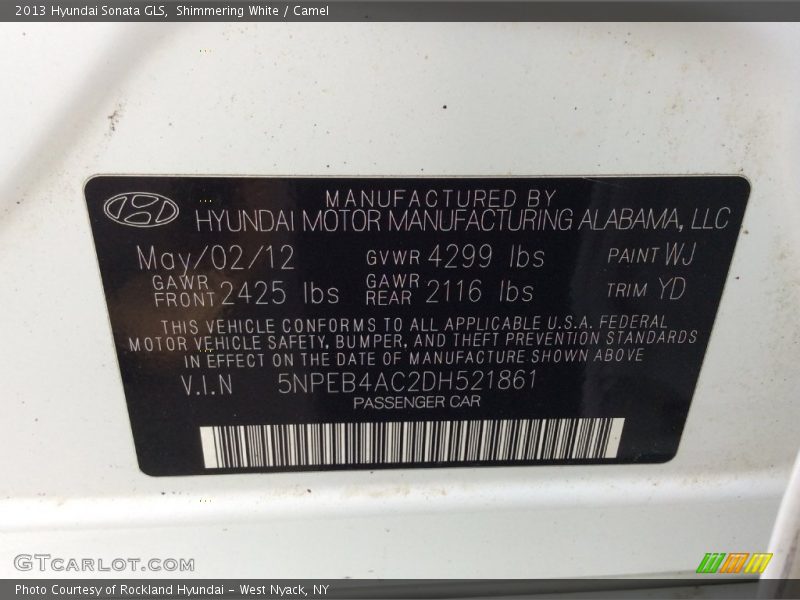 2013 Hyundai Sonata GLS,  Shimmering White / Camel
MANUFACTURED BY
HYUNDAI MOTOR MANUFACTURING ALABAMA, LLC
May/02/12 GVWR 4299 lbs PAINT WJ
GAWR FRONT 2425 lbs GAWR REAR 2116 lbs TRIM YD
THIS VEHICLE CONFORMS TO ALL APPLICABLE U.S.A. FEDERAL
MOTOR VEHICLE SAFETY, BUMPER, AND THEFT PREVENTION STANDARDS
IN EFFECT ON THE DATE OF MANUFACTURE SHOWN ABOVE
V.I.N 5NPEB4AC2DH521861
PASSENGER CAR
GTcarlot.com
Photo Courtesy of Rockland Hyundai - West Nyack, NY